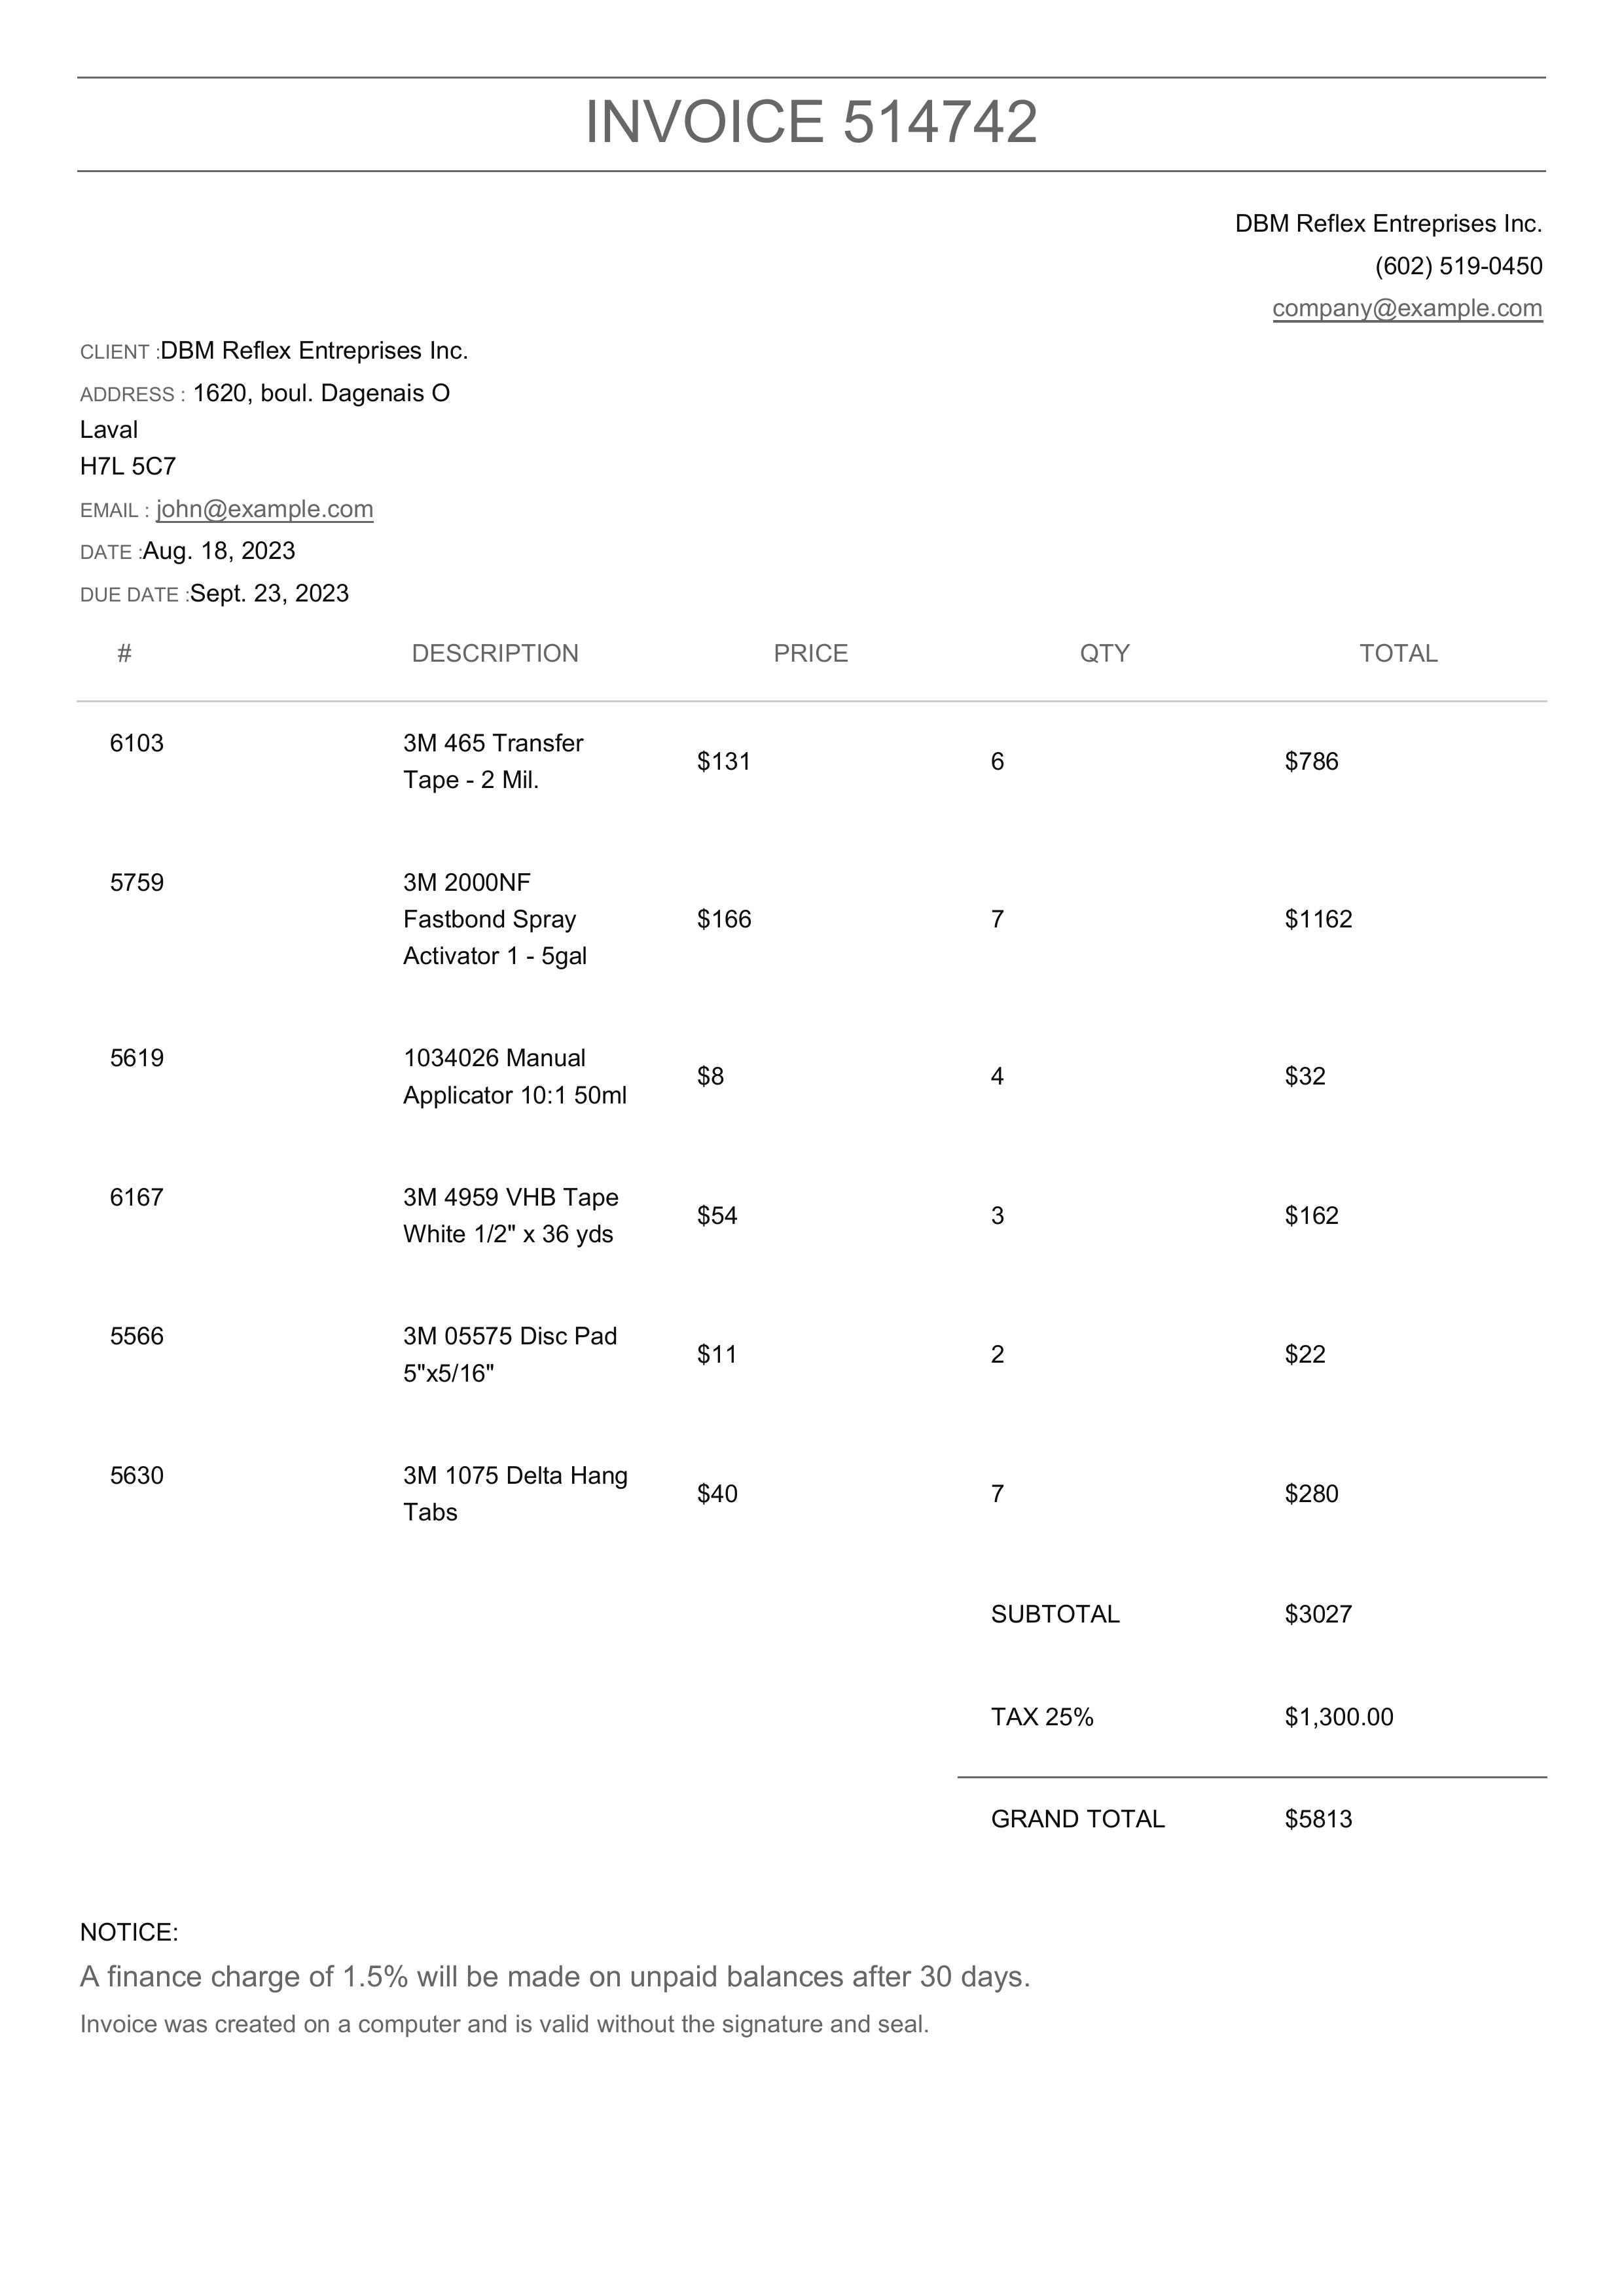 INVOICE 514742
DBM Reflex Entreprises Inc.
(602) 519-0450
company@example.com
CLIENT :DBM Reflex Entreprises Inc.
ADDRESS : 1620, boul. Dagenais O
Laval
H7L 5C7
EMAIL : john@example.com
DATE :Aug. 18, 2023
DUE DATE :Sept. 23, 2023
# DESCRIPTION PRICE QTY TOTAL
6103 3M 465 Transfer
Tape - 2 Mil. $131 6 $786
5759 3M 2000NF
Fastbond Spray $166 7 $1162
Activator 1 - 5gal
5619 1034026 Manual
Applicator 10:1 50ml $8 4 $32
6167 3M 4959 VHB Tape
White 1/2" x 36 yds $54 3 $162
5566 3M 05575 Disc Pad
5"x5/16" $11 2 $22
5630 3M 1075 Delta Hang
Tabs $40 7 $280
SUBTOTAL $3027
TAX 25% $1,300.00
GRAND TOTAL $5813
NOTICE:
A finance charge of 1.5% will be made on unpaid balances after 30 days.
Invoice was created on a computer and is valid without the signature and seal.